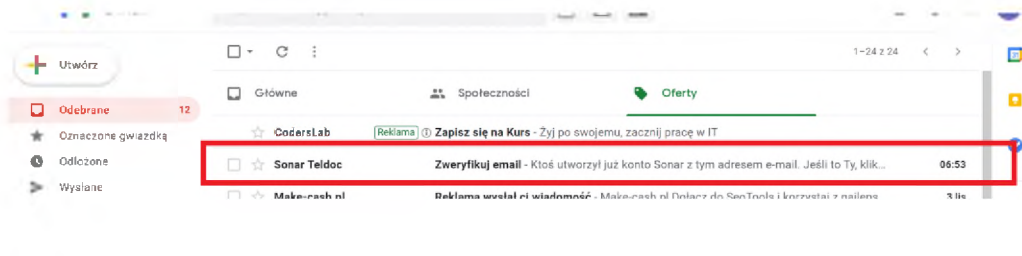 1–24 z 24
Utwórz
Główne
Społeczności
Oferty
Odebrane 12
CodersLab Reklama Zapisz się na Kurs - Żyj po swojemu, zacznij pracę w IT
Oznaczone gwiazdką
Odłożone
Sonar Teldoc Zweryfikuj email - Ktoś utworzył już konto Sonar z tym adresem e-mail. Jeśli to Ty, klik... 06:53
Wysłane
Make-cash.pl Reklama wysłał ci wiadomość - Make-cash.pl Dołącz do SeoTools i korzystaj z najleps 3 lis